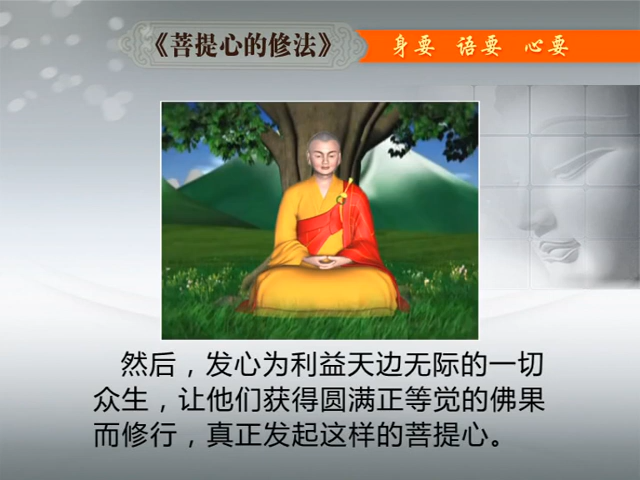 《菩提心的修法》 身要 语要 心要
然后，发心为利益天边无际的一切
众生，让他们获得圆满正等觉的佛果
而修行，真正发起这样的菩提心。